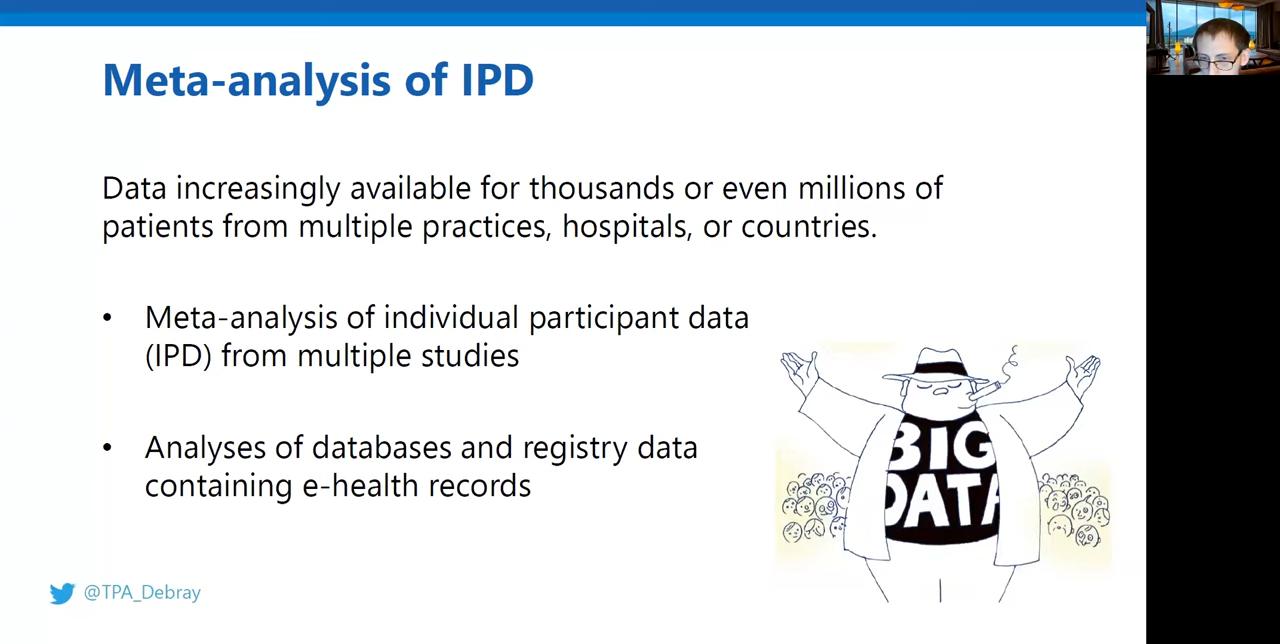 Meta-analysis of IPD
Data increasingly available for thousands or even millions of
patients from multiple practices, hospitals, or countries.
• Meta-analysis of individual participant data
(IPD) from multiple studies
• Analyses of databases and registry data
containing e-health records
BIG
DATA
@TPA_Debray